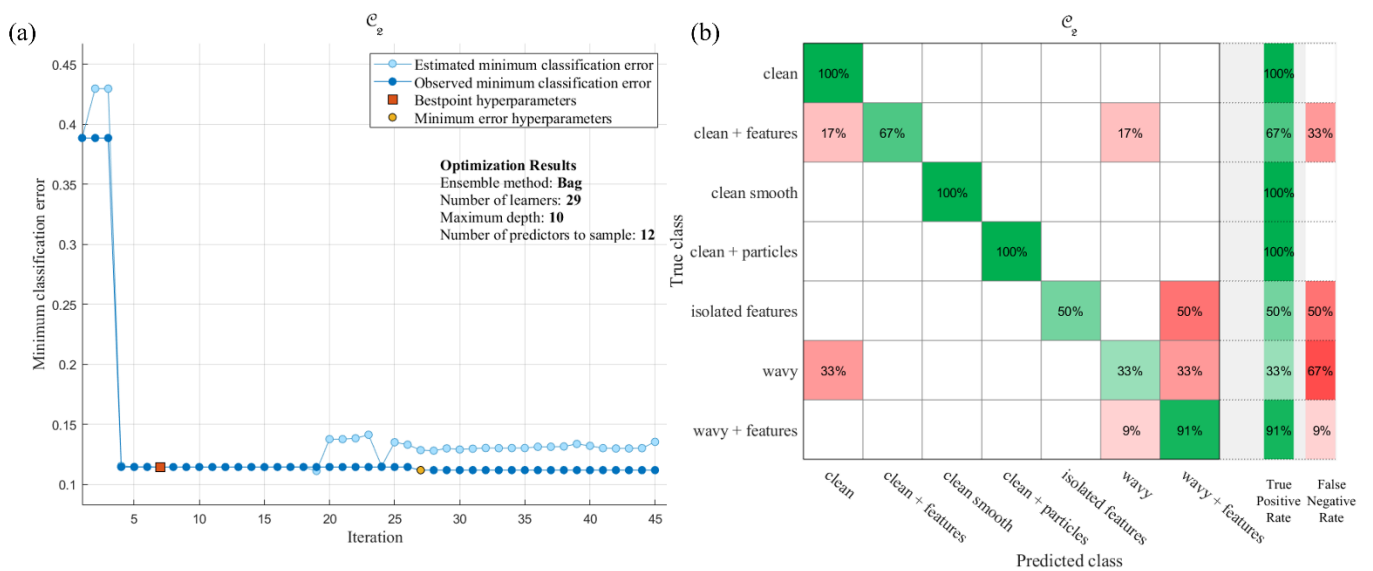 (a)
𝒞₂
Minimum classification error
0.45
0.4
0.35
0.3
0.25
0.2
0.15
0.1
Estimated minimum classification error
Observed minimum classification error
Bestpoint hyperparameters
Minimum error hyperparameters
Optimization Results
Ensemble method: Bag
Number of learners: 29
Maximum depth: 10
Number of predictors to sample: 12
5 10 15 20 25 30 35 40 45
Iteration
(b)
𝒞₂
True class
clean 100% 100%
clean + features 17% 67% 17% 67% 33%
clean smooth 100% 100%
clean + particles 100% 100%
isolated features 50% 50% 50% 50%
wavy 33% 33% 33% 33% 67%
wavy + features 9% 91% 91% 9%
clean
clean + features
clean smooth
clean + particles
isolated features
wavy
wavy + features
True
Positive
Rate
False
Negative
Rate
Predicted class